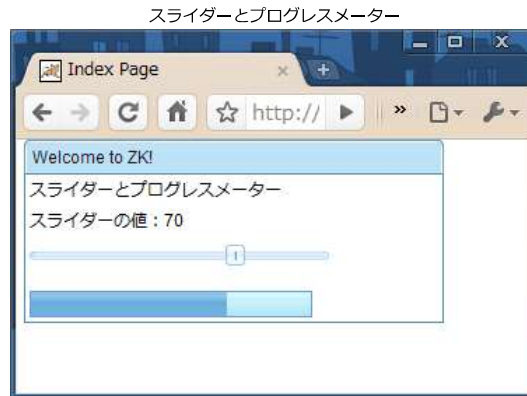 スライダーとプログレスメーター
Index Page
http://
Welcome to ZK!
スライダーとプログレスメーター
スライダーの値：70